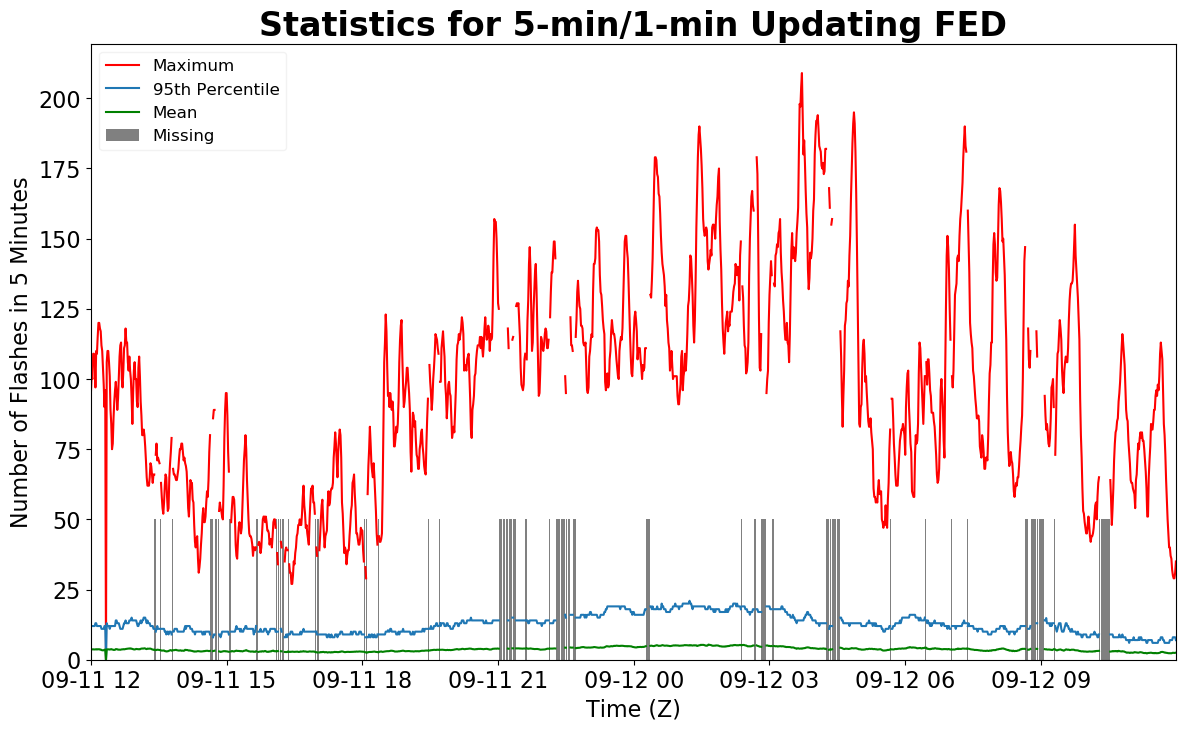 Statistics for 5-min/1-min Updating FED
Maximum
95th Percentile
Mean
Missing
Number of Flashes in 5 Minutes
200
175
150
125
100
75
50
25
0
09-11 12
09-11 15
09-11 18
09-11 21
09-12 00
09-12 03
09-12 06
09-12 09
Time (Z)